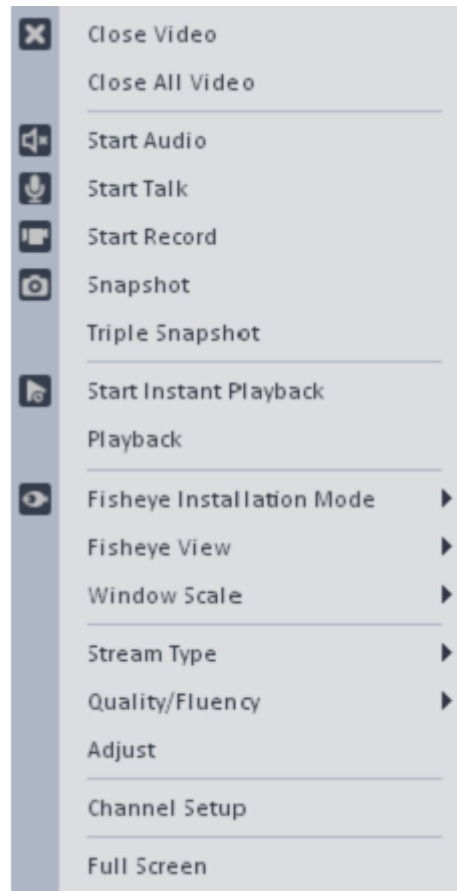 Close Video
Close All Video
Start Audio
Start Talk
Start Record
Snapshot
Triple Snapshot
Start Instant Playback
Playback
Fisheye Installation Mode
Fisheye View
Window Scale
Stream Type
Quality/Fluency
Adjust
Channel Setup
Full Screen